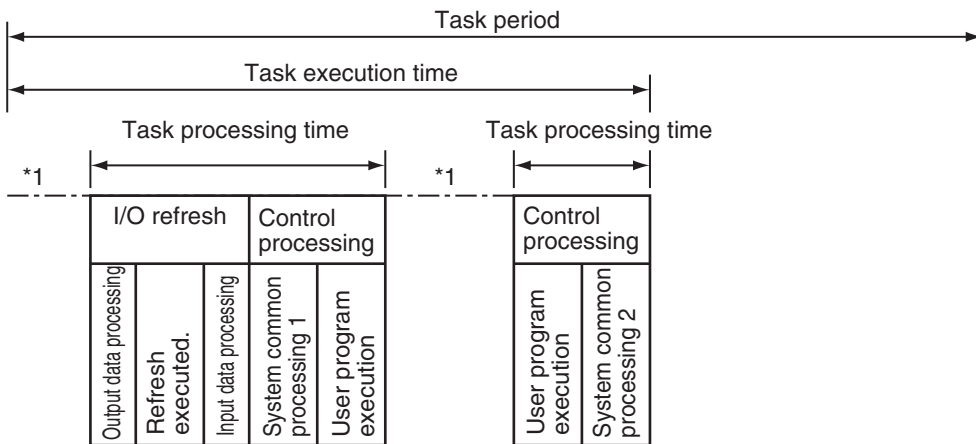 Task period
Task execution time
Task processing time
Task processing time
*1
*1
I/O refresh
Control
processing
Control
processing
Output data processing
Refresh
executed.
Input data processing
System common
processing 1
User program
execution
User program
execution
System common
processing 2